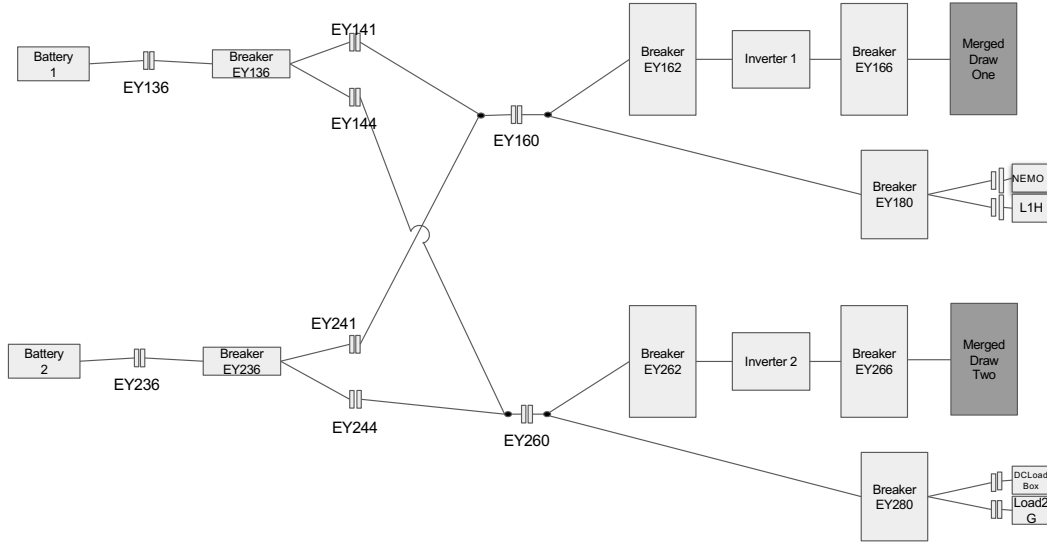 EY141
Battery
1
EY136
Breaker
EY136
EY144
EY160
Breaker
EY162
Inverter 1
Breaker
EY166
Merged
Draw
One
Breaker
EY180
NEMO
L1H
EY241
Battery
2
EY236
Breaker
EY236
EY244
EY260
Breaker
EY262
Inverter 2
Breaker
EY266
Merged
Draw
Two
Breaker
EY280
DCLoad
Box
Load2
G